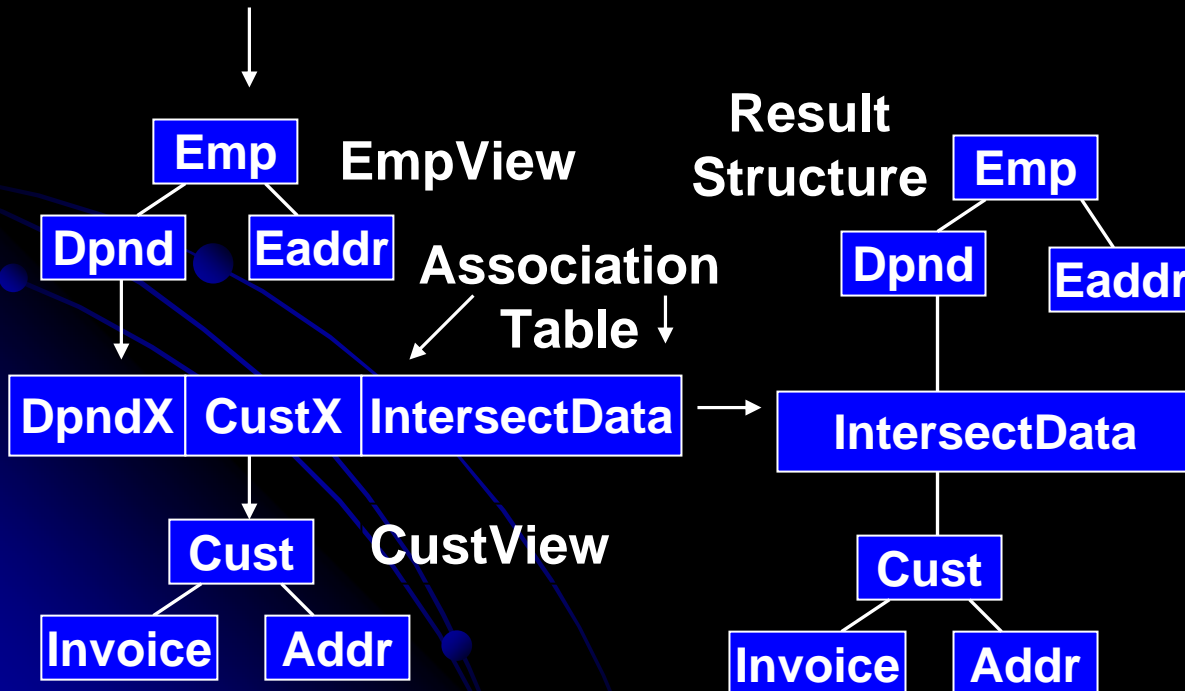 Emp
EmpView
Dpnd Eaddr
Association
Table
DpndX CustX IntersectData
Cust
CustView
Invoice Addr
Result
Structure
Emp
Dpnd
Eaddr
IntersectData
Cust
Invoice Addr